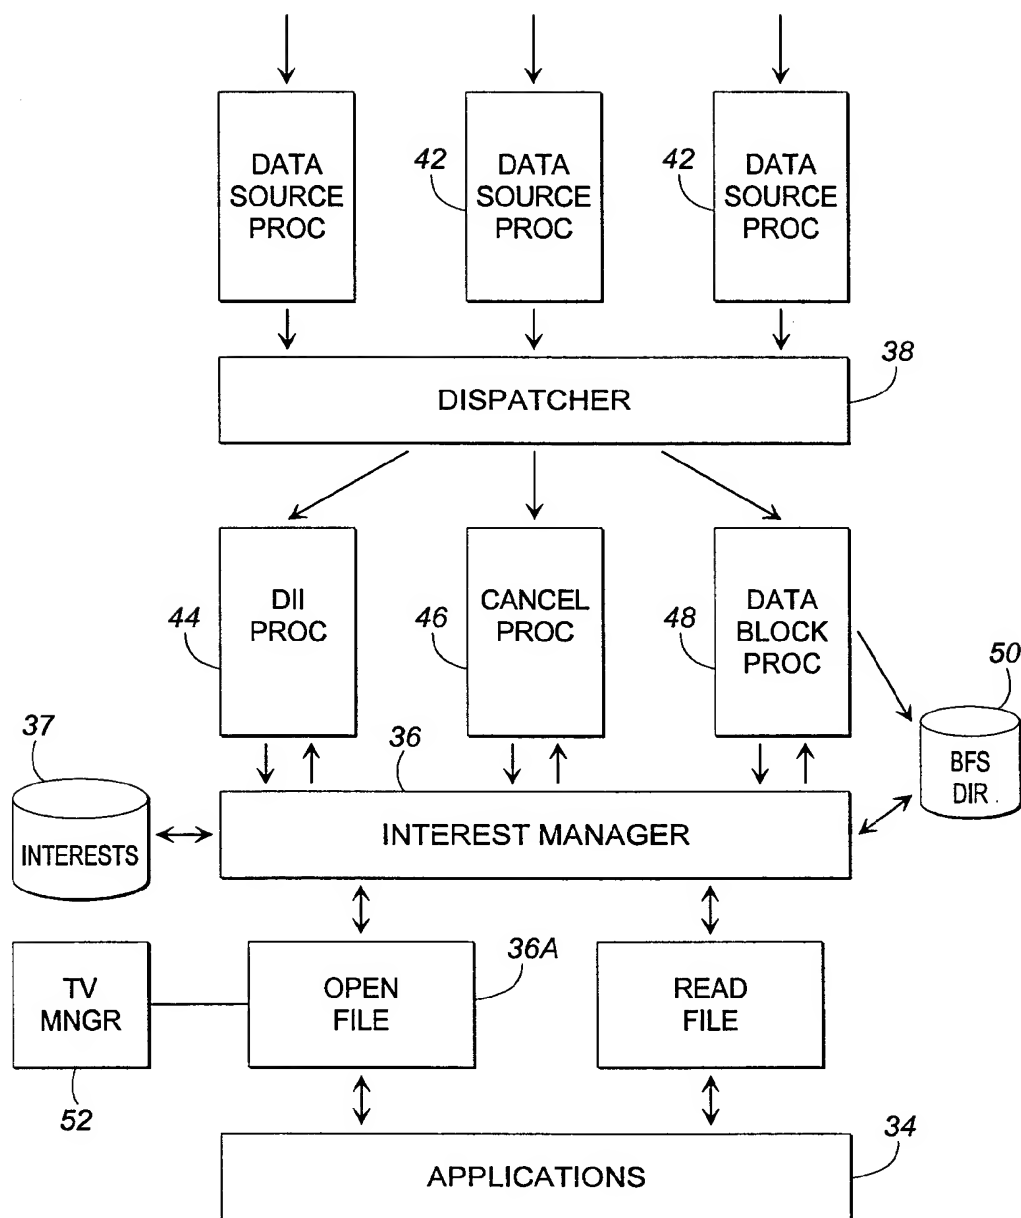 DATA
SOURCE
PROC
42
DATA
SOURCE
PROC
42
DATA
SOURCE
PROC
38
DISPATCHER
44
DII
PROC
46
CANCEL
PROC
48
DATA
BLOCK
PROC
50
BFS
DIR
37
INTERESTS
36
INTEREST MANAGER
TV
MNGR
52
OPEN
FILE
36A
READ
FILE
34
APPLICATIONS